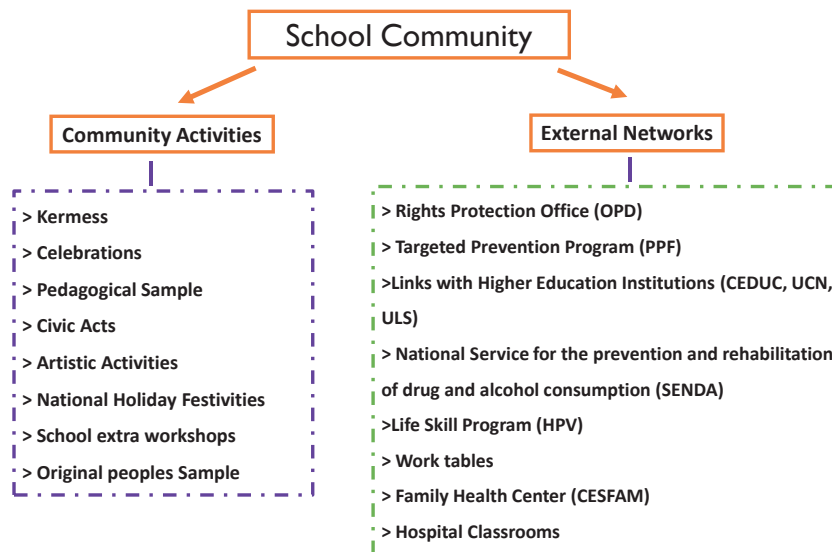 School Community
Community Activities
> Kermess
> Celebrations
> Pedagogical Sample
> Civic Acts
> Artistic Activities
> National Holiday Festivities
> School extra workshops
> Original peoples Sample
External Networks
> Rights Protection Office (OPD)
> Targeted Prevention Program (PPF)
>Links with Higher Education Institutions (CEDUC, UCN,
ULS)
> National Service for the prevention and rehabilitation
of drug and alcohol consumption (SENDA)
>Life Skill Program (HPV)
> Work tables
> Family Health Center (CESFAM)
> Hospital Classrooms